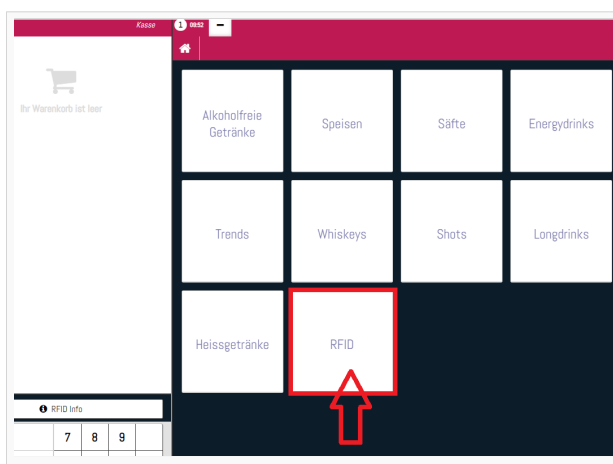 Kasse
1 08:52
Ihr Warenkorb ist leer
Alkoholfreie
Getränke
Speisen
Säfte
Energydrinks
Trends
Whiskeys
Shots
Longdrinks
Heissgetränke
RFID
RFID Info
7 8 9